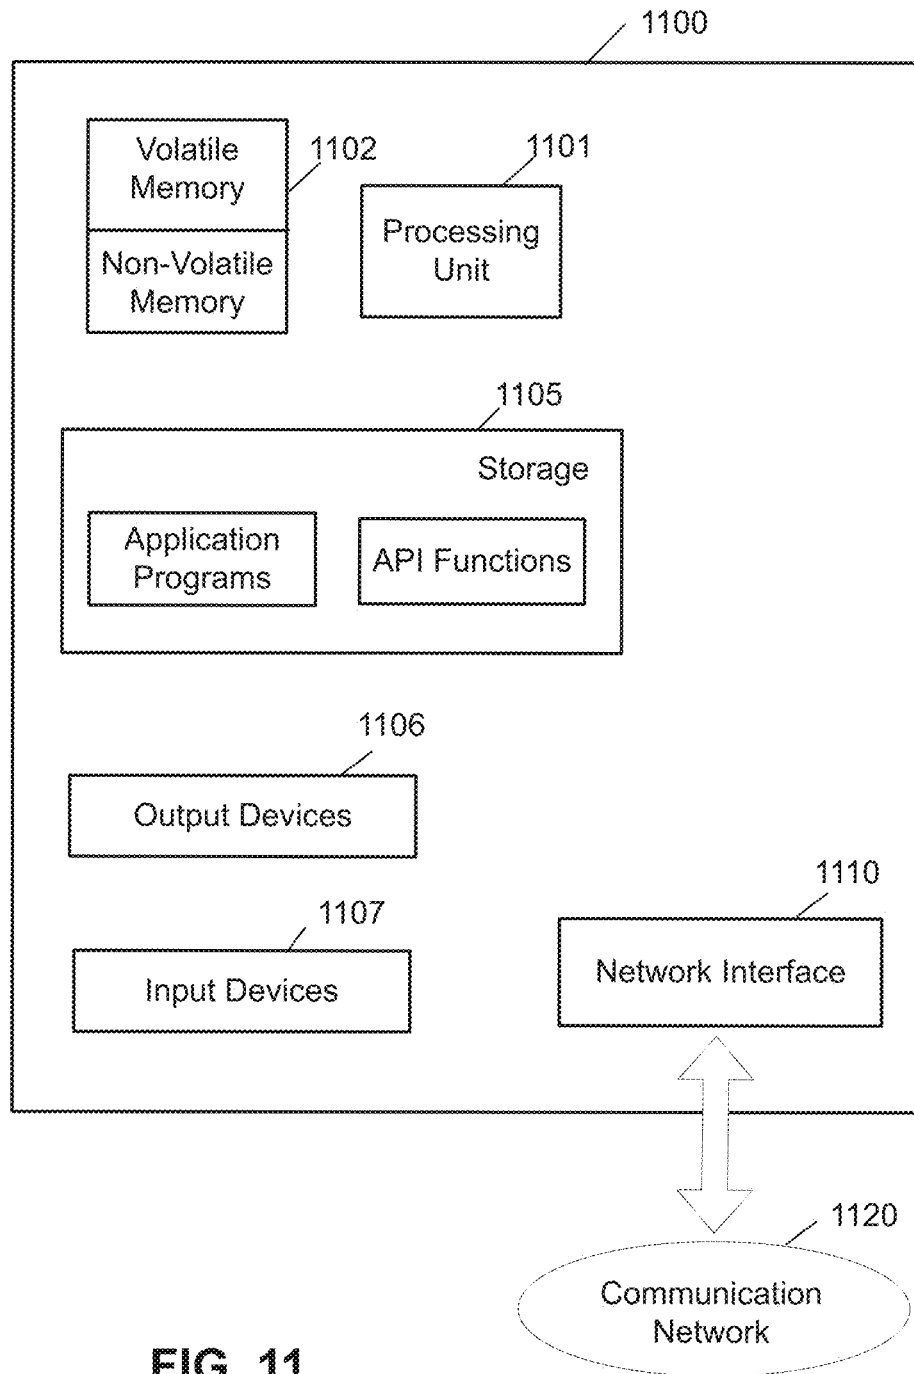 1100
Volatile
Memory
1102
Non-Volatile
Memory
1101
Processing
Unit
1105
Storage
Application
Programs
API Functions
1106
Output Devices
1107
Input Devices
1110
Network Interface
1120
Communication
Network
FIG. 11